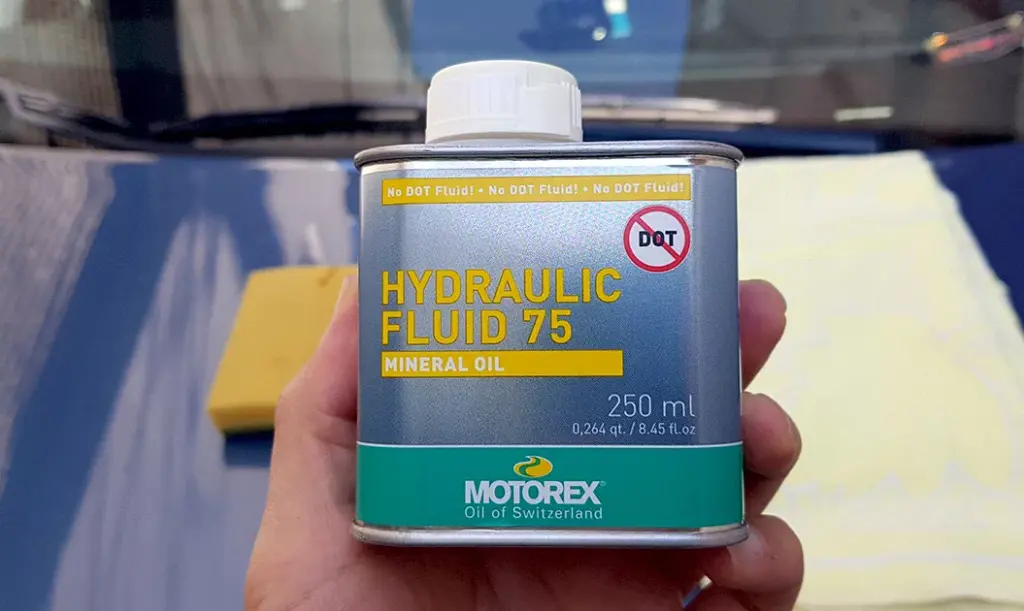 No DOT Fluid! • No DOT Fluid! • No DOT Fluid!
DOT
HYDRAULIC
FLUID 75
MINERAL OIL
250 ml
0,264 qt. / 8.45 fl.oz
MOTOREX®
Oil of Switzerland